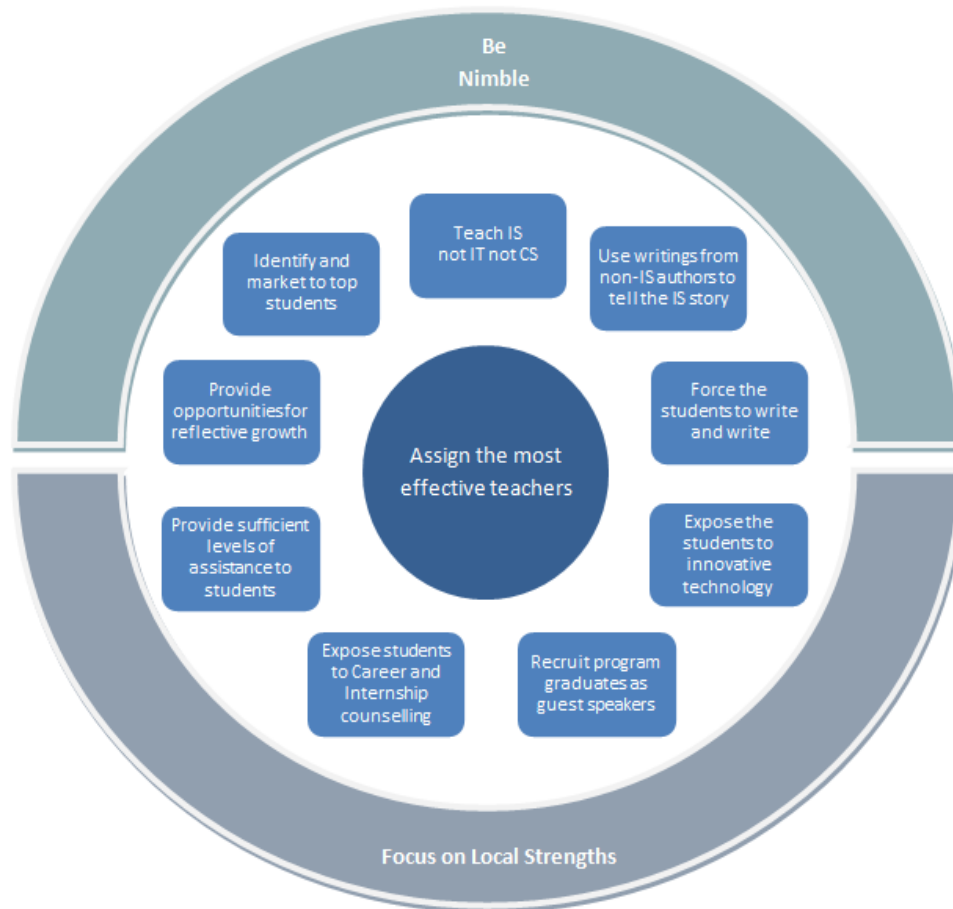 Be
Nimble
Teach IS
not IT not CS
Identify and
market to top
students
Use writings from
non-IS authors to
tell the IS story
Provide
opportunities for
reflective growth
Force the
students to write
and write
Assign the most
effective teachers
Provide sufficient
levels of
assistance to
students
Expose the
students to
innovative
technology
Expose students
to Career and
Internship
counselling
Recruit program
graduates as
guest speakers
Focus on Local Strengths